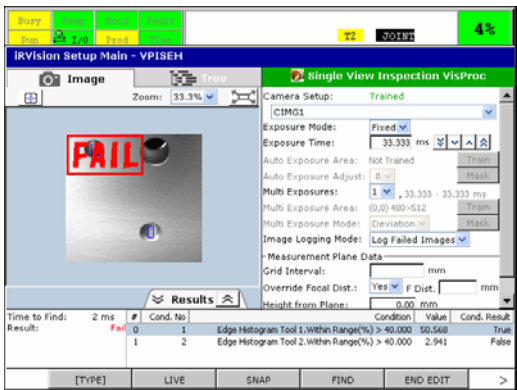 Busy Step Hold Fault
Run I/O Prod TCyc
T2 JOINT 4%
iRVision Setup Main - VPISEH
Image Tree
Zoom: 33.3%
FAIL
Results
Single View Inspection VisProc
Camera Setup: Trained
CIMG1
Exposure Mode: Fixed
Exposure Time: 33.333 ms
Auto Exposure Area: Not Trained Train
Auto Exposure Adjust: 0 Mask
Multi Exposures: 1 , 33.333 - 33.333 ms
Multi Exposure Area: (0,0) 400×512 Train
Multi Exposure Mode: Deviation Mask
Image Logging Mode: Log Failed Images
Measurement Plane Data
Grid Interval: mm
Override Focal Dist.: Yes F Dist. mm
Height from Plane: 0.00 mm
Time to Find: 2 ms
Result: Fail
# Cond. No Condition Value Cond. Result
0 1 Edge Histogram Tool 1.Within Range(%) > 40.000 50.568 True
1 2 Edge Histogram Tool 2.Within Range(%) > 40.000 2.941 False
[TYPE] LIVE SNAP FIND END EDIT >